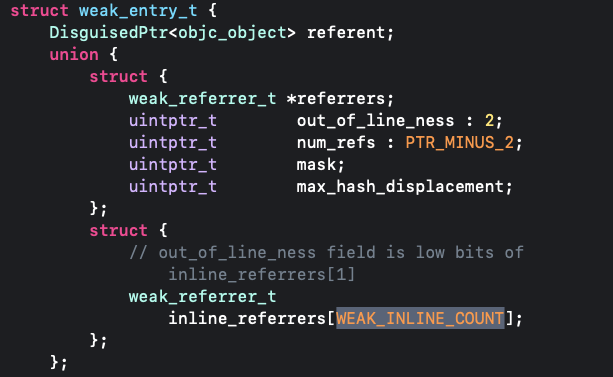 struct weak_entry_t {
    DisguisedPtr<objc_object> referent;
    union {
        struct {
            weak_referrer_t *referrers;
            uintptr_t        out_of_line_ness : 2;
            uintptr_t        num_refs : PTR_MINUS_2;
            uintptr_t        mask;
            uintptr_t        max_hash_displacement;
        };
        struct {
            // out_of_line_ness field is low bits of
                inline_referrers[1]
            weak_referrer_t
                inline_referrers[WEAK_INLINE_COUNT];
        };
    };